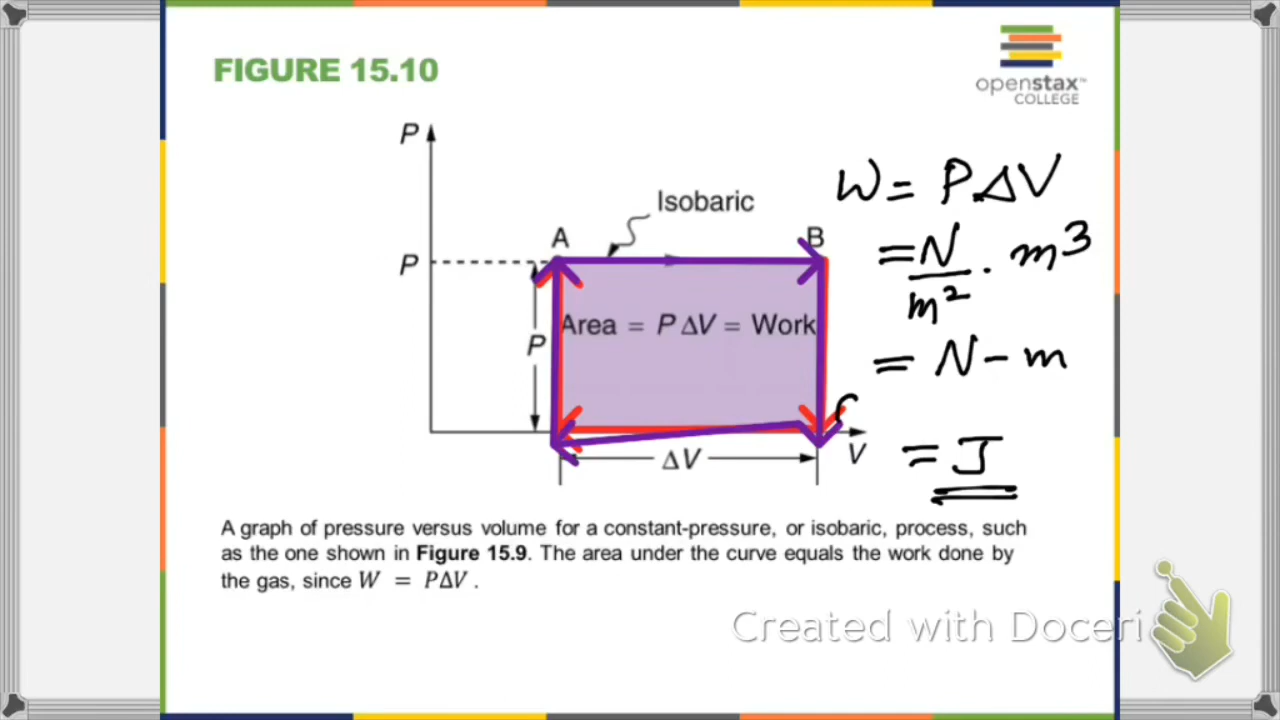 FIGURE 15.10
openstax™
COLLEGE
P
Isobaric
A
B
P
P
Area = P ΔV = Work
ΔV
V
W = PΔV
= N/m² · m³
= N - m
= J
A graph of pressure versus volume for a constant-pressure, or isobaric, process, such
as the one shown in Figure 15.9. The area under the curve equals the work done by
the gas, since W = PΔV .
Created with Doceri